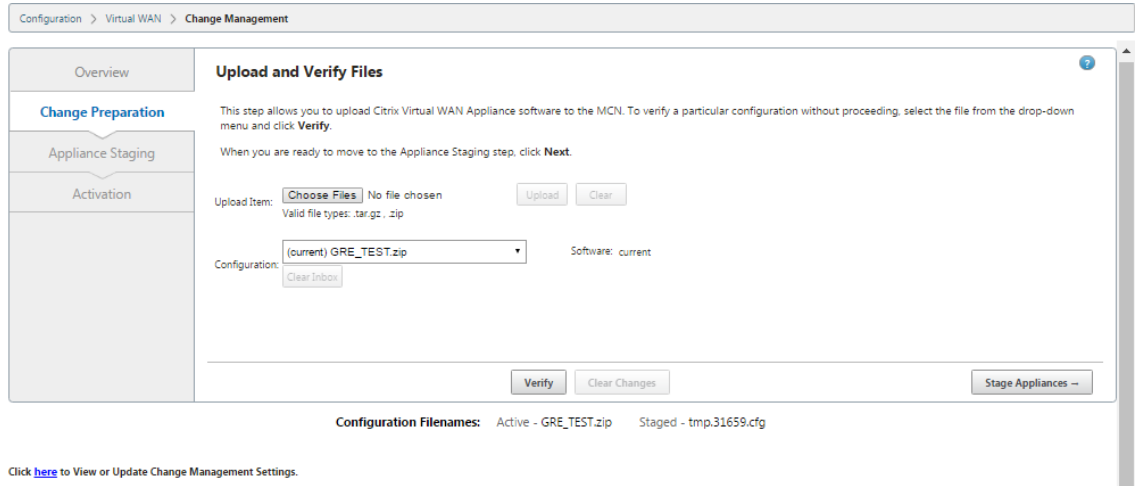 Configuration > Virtual WAN > Change Management
Overview
Change Preparation
Appliance Staging
Activation
Upload and Verify Files
?
This step allows you to upload Citrix Virtual WAN Appliance software to the MCN. To verify a particular configuration without proceeding, select the file from the drop-down
menu and click Verify.
When you are ready to move to the Appliance Staging step, click Next.
Upload Item: Choose Files No file chosen Upload Clear
Valid file types: .tar.gz , .zip
Configuration: (current) GRE_TEST.zip Software: current
Clear Inbox
Verify Clear Changes Stage Appliances →
Configuration Filenames: Active - GRE_TEST.zip Staged - tmp.31659.cfg
Click here to View or Update Change Management Settings.